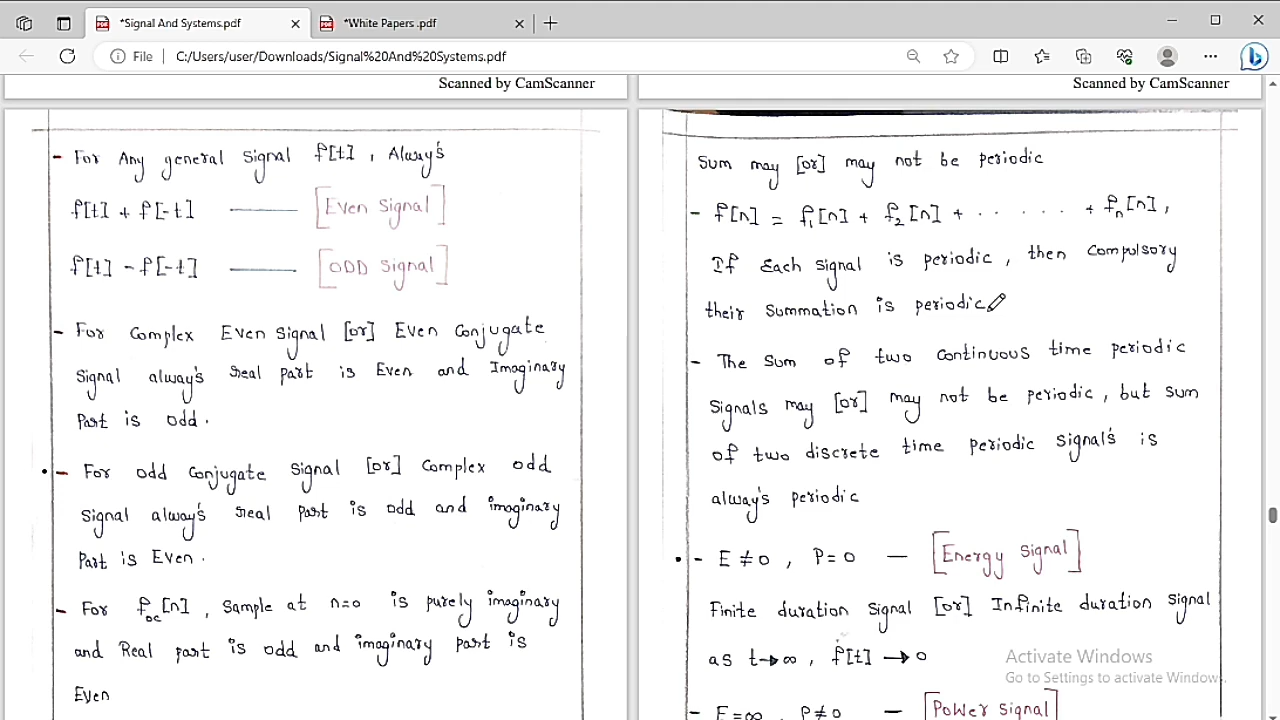 *Signal And Systems.pdf
*White Papers .pdf
File
C:/Users/user/Downloads/Signal%20And%20Systems.pdf
Scanned by CamScanner
- For Any general Signal f[t], Alway's
f[t] + f[-t] —— [Even Signal]
f[t] - f[-t] —— [ODD Signal]
- For Complex Even Signal [or] Even Conjugate
Signal alway's real part is Even and Imaginary
Part is odd.
- For odd Conjugate Signal [or] Complex odd
Signal alway's real part is odd and imaginary
Part is Even.
- For foc[n], Sample at n=0 is purely imaginary
and Real part is odd and imaginary part is
Even
Scanned by CamScanner
Sum may [or] may not be periodic
- f[n] = f1[n] + f2[n] + ...... + fn[n],
If Each signal is periodic, then Compulsory
their Summation is periodic
- The Sum of two Continuous time periodic
Signals may [or] may not be periodic, but sum
of two discrete time periodic signal's is
alway's periodic
- E ≠ 0, P = 0 — [Energy Signal]
Finite duration Signal [or] Infinite duration Signal
as t→∞, f[t] → 0
- E = ∞, P ≠ 0 — [Power Signal]
Activate Windows
Go to Settings to activate Windows.